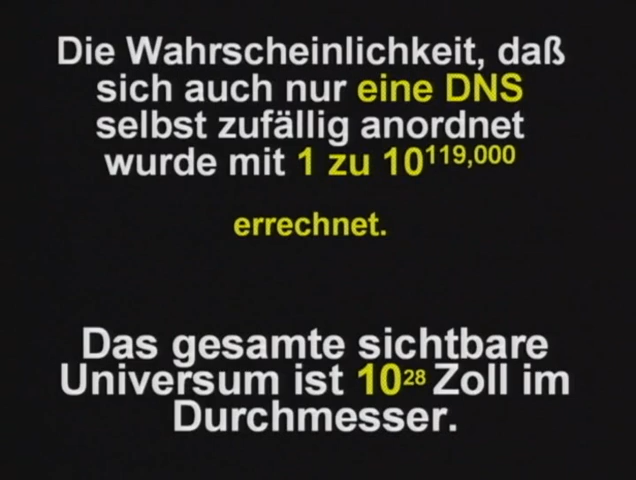 Die Wahrscheinlichkeit, daß
sich auch nur eine DNS
selbst zufällig anordnet
wurde mit 1 zu 10¹¹⁹,⁰⁰⁰
errechnet.
Das gesamte sichtbare
Universum ist 10²⁸ Zoll im
Durchmesser.